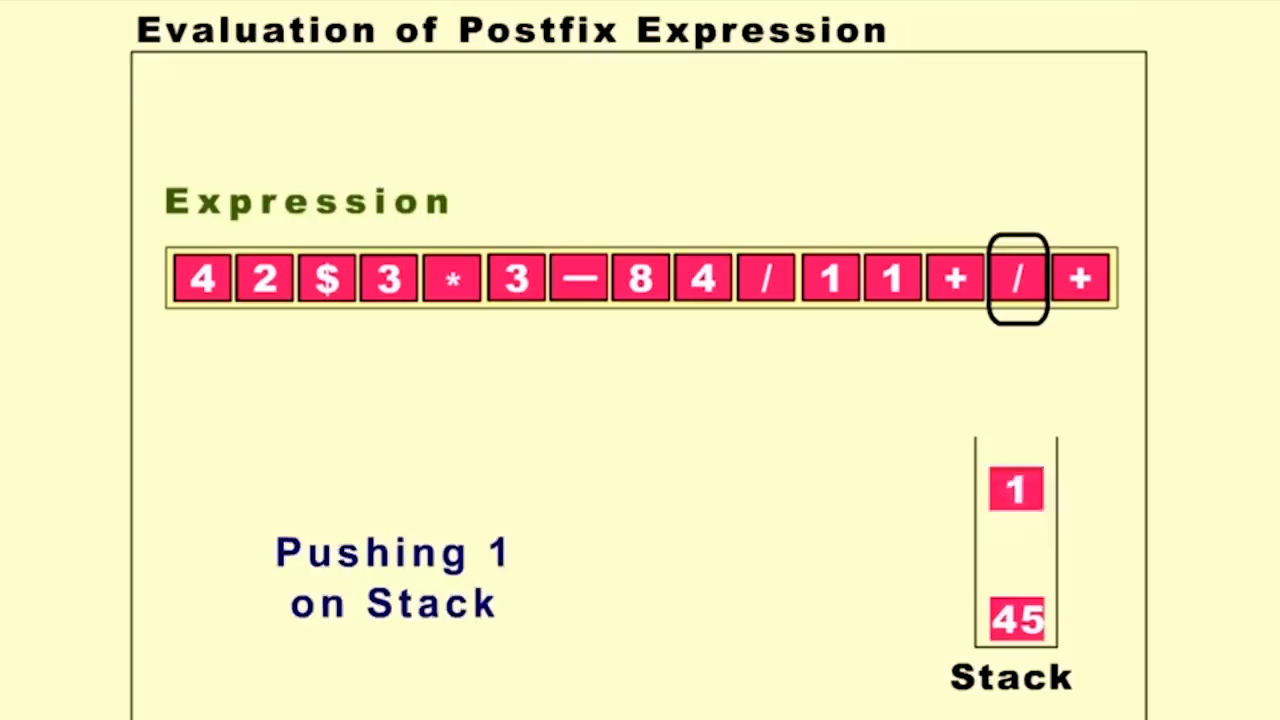 Evaluation of Postfix Expression
Expression
4 2 $ 3 * 3 — 8 4 / 1 1 + / +
1
Pushing 1
on Stack
45
Stack